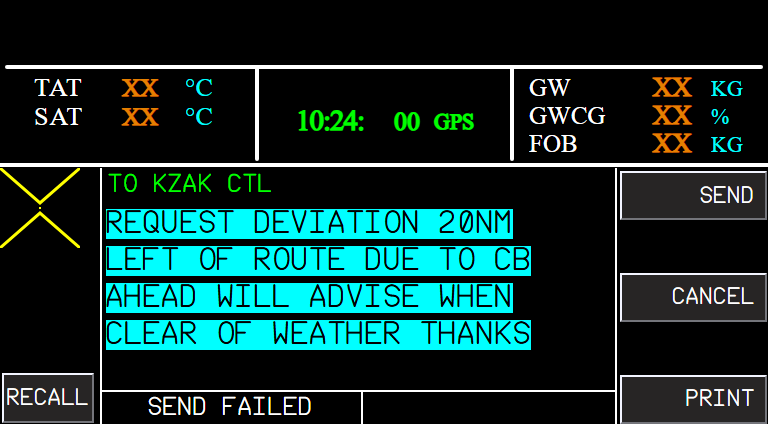 TAT XX °C
SAT XX °C
10:24: 00 GPS
GW XX KG
GWCG XX %
FOB XX KG
TO KZAK CTL
REQUEST DEVIATION 20NM
LEFT OF ROUTE DUE TO CB
AHEAD WILL ADVISE WHEN
CLEAR OF WEATHER THANKS
SEND
CANCEL
PRINT
RECALL
SEND FAILED